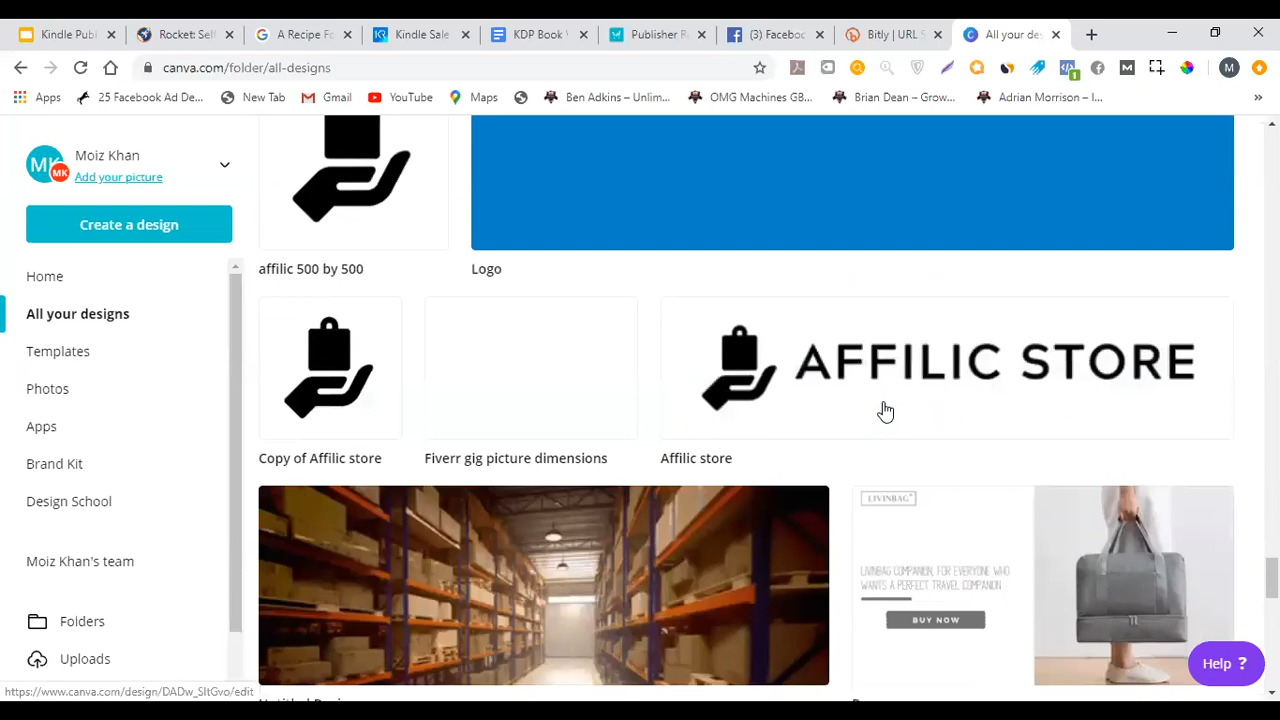 Kindle Publ
Rocket: Self
A Recipe Fo
Kindle Sale
KDP Book
Publisher R
(3) Faceboo
Bitly | URL S
All your des
canva.com/folder/all-designs
Apps
25 Facebook Ad De...
New Tab
Gmail
YouTube
Maps
Ben Adkins – Unlim...
OMG Machines GB...
Brian Dean – Grow...
Adrian Morrison – I...
MK
MK
Moiz Khan
Add your picture
Create a design
Home
All your designs
Templates
Photos
Apps
Brand Kit
Design School
Moiz Khan's team
Folders
Uploads
affilic 500 by 500
Logo
AFFILIC STORE
Copy of Affilic store
Fiverr gig picture dimensions
Affilic store
LIVINBAG
LIVINBAG COMPANION, FOR EVERYONE WHO
WANTS A PERFECT TRAVEL COMPANION
BUY NOW
Help ?
https://www.canva.com/design/DADw_SltGvo/edit